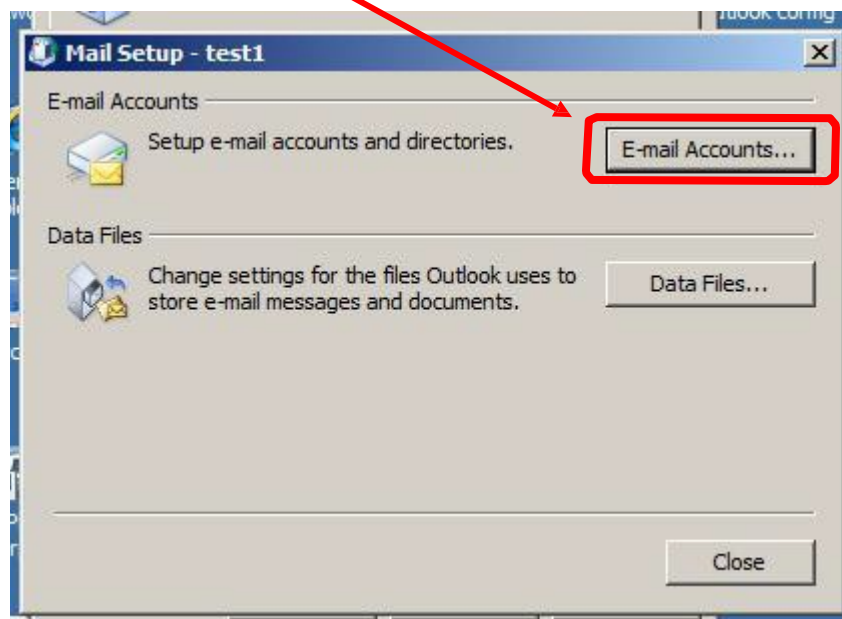 Mail Setup - test1
E-mail Accounts
Setup e-mail accounts and directories.
E-mail Accounts...
Data Files
Change settings for the files Outlook uses to
store e-mail messages and documents.
Data Files...
Close